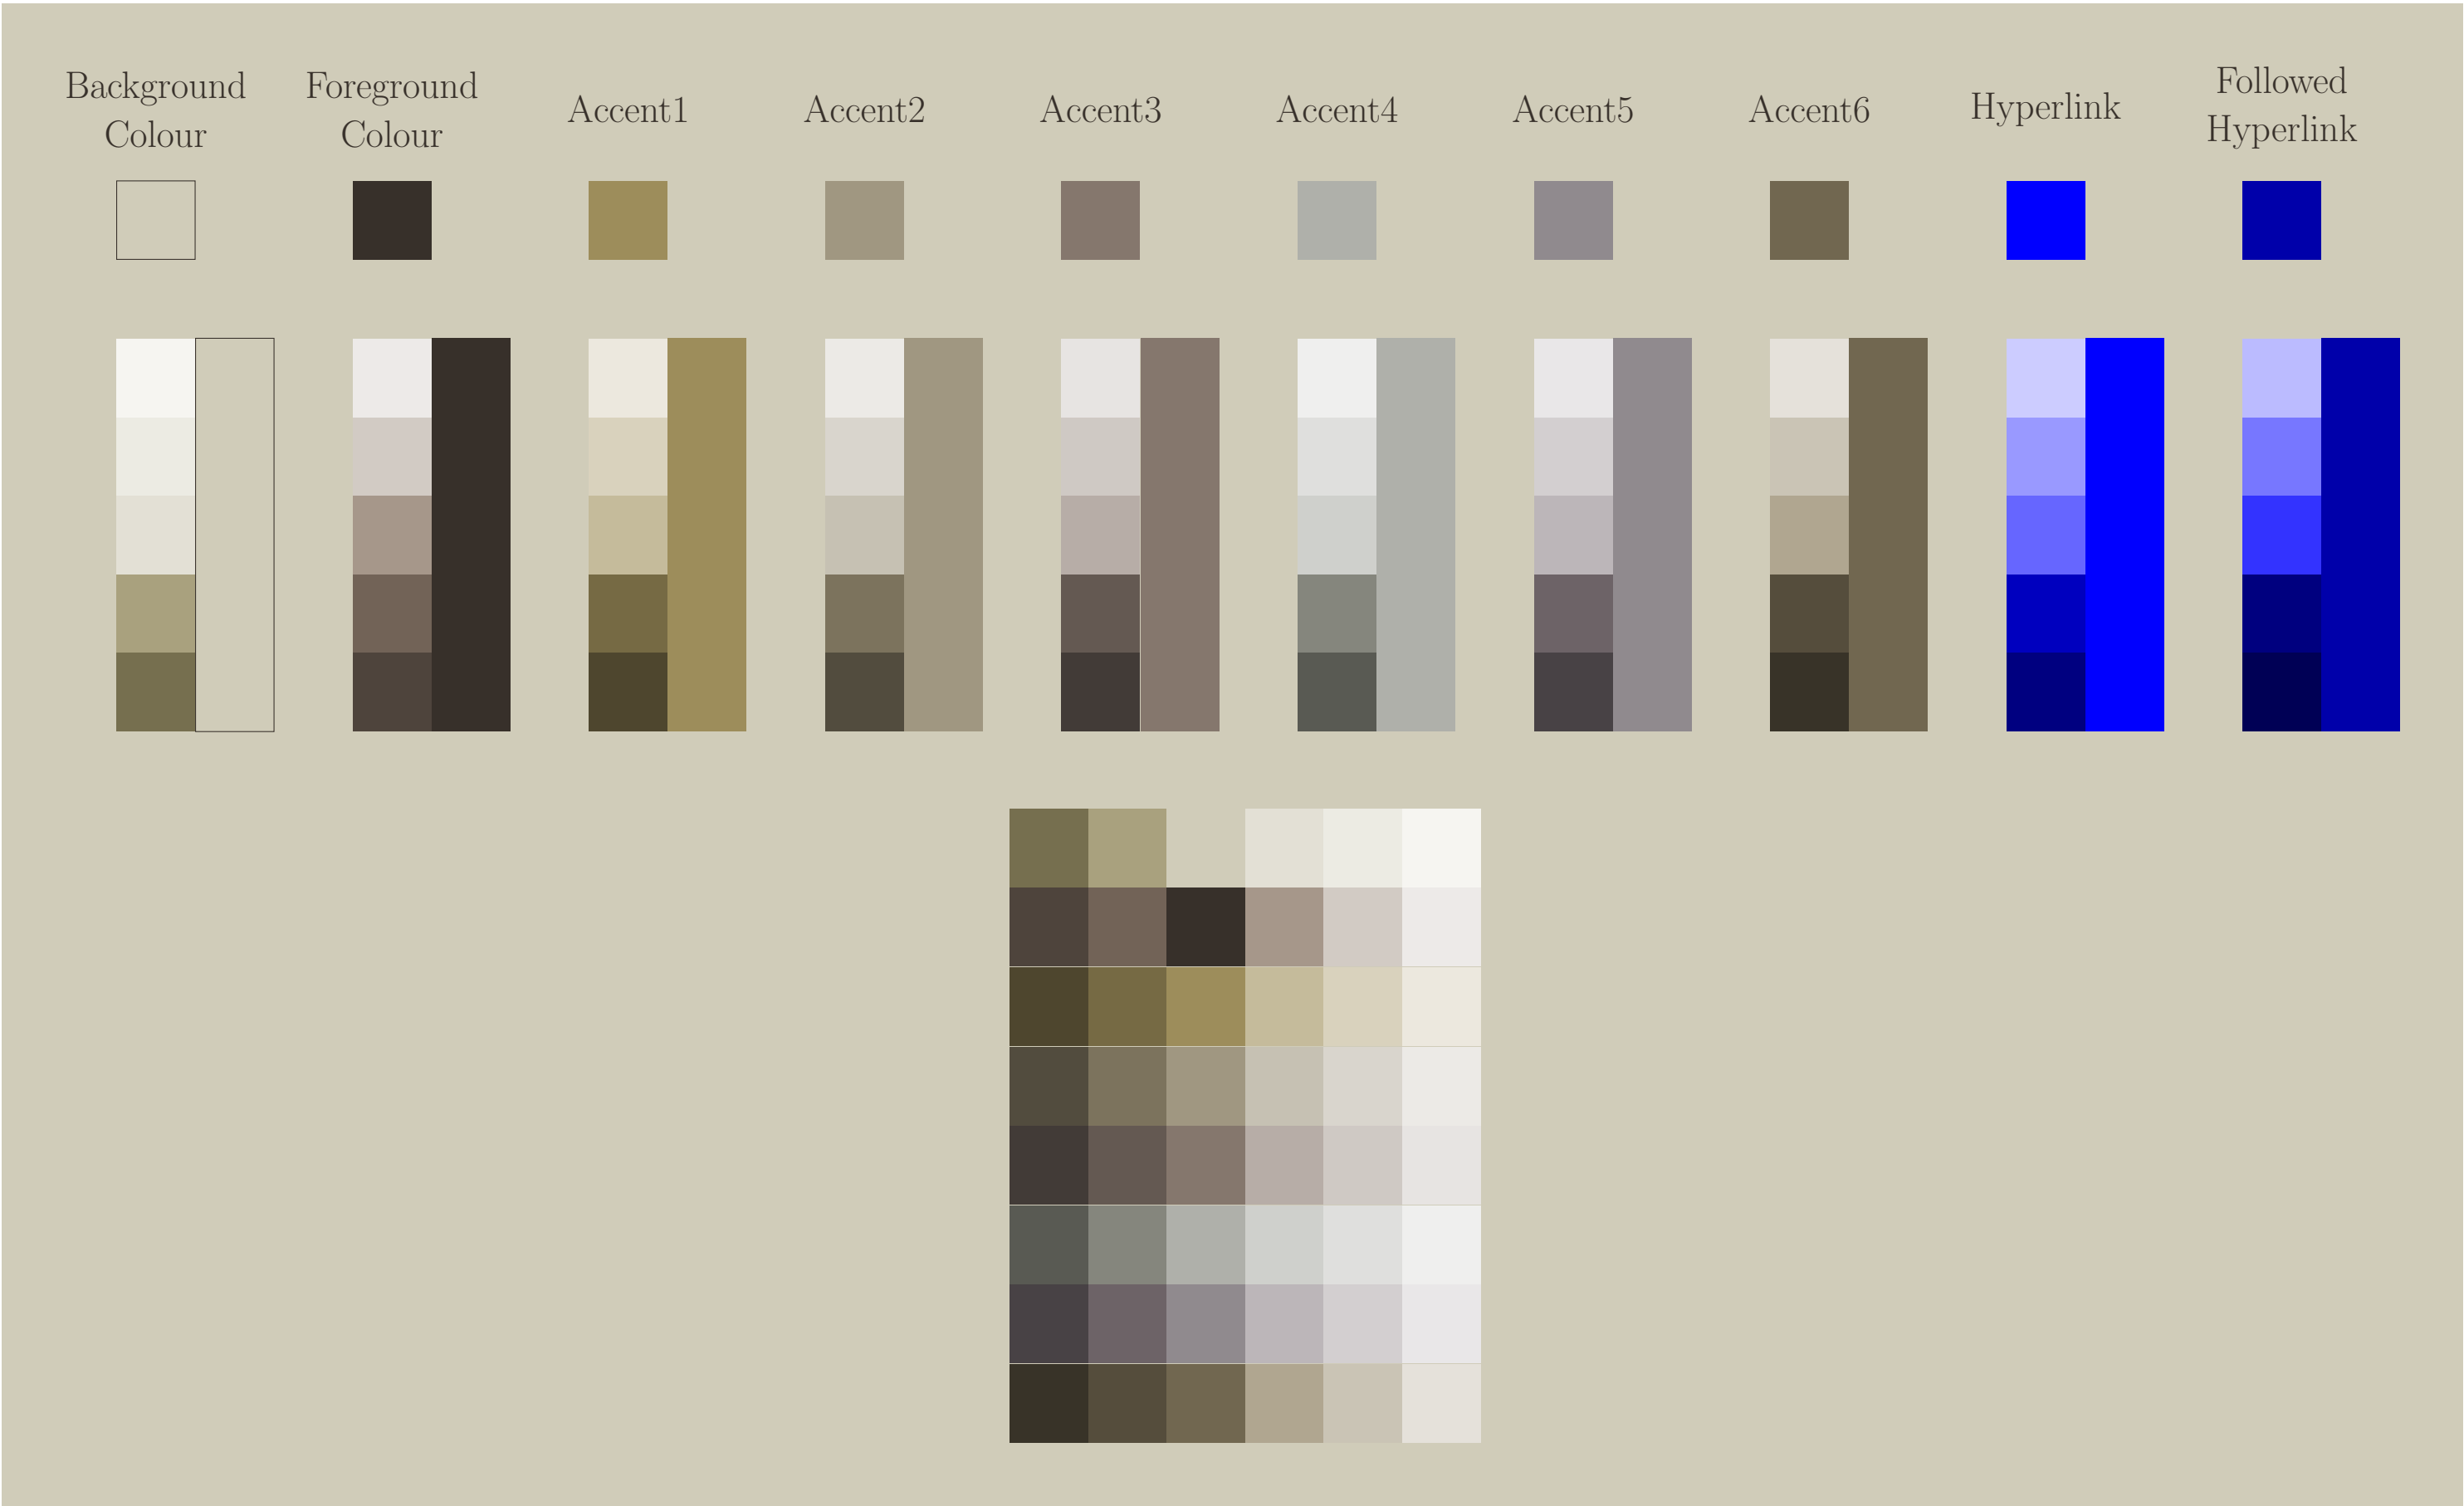 Background
Colour
Foreground
Colour
Accent1
Accent2
Accent3
Accent4
Accent5
Accent6
Hyperlink
Followed
Hyperlink